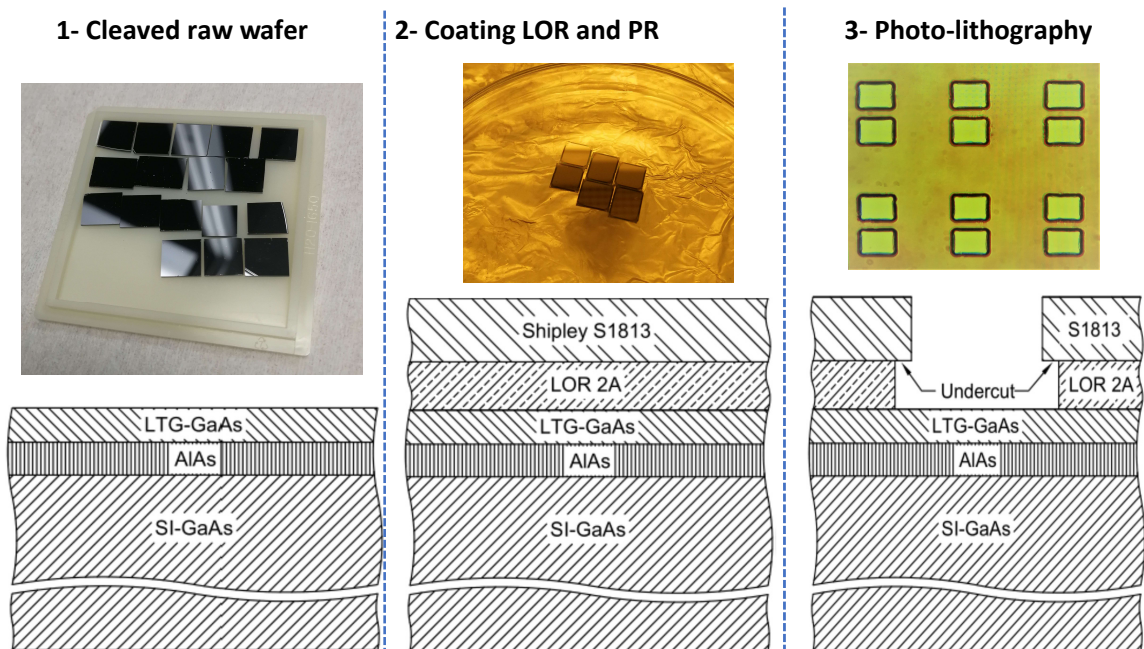 1- Cleaved raw wafer
2- Coating LOR and PR
3- Photo-lithography
LTG-GaAs
AlAs
SI-GaAs
Shipley S1813
LOR 2A
LTG-GaAs
AlAs
SI-GaAs
S1813
Undercut
LOR 2A
LTG-GaAs
AlAs
SI-GaAs